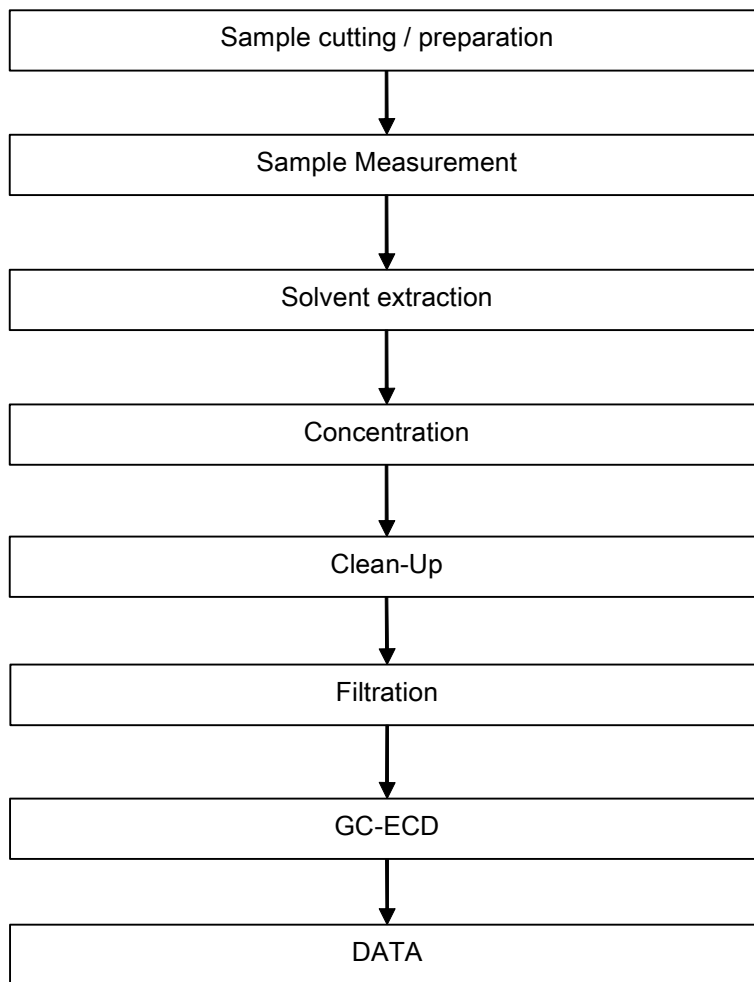 Sample cutting / preparation
Sample Measurement
Solvent extraction
Concentration
Clean-Up
Filtration
GC-ECD
DATA